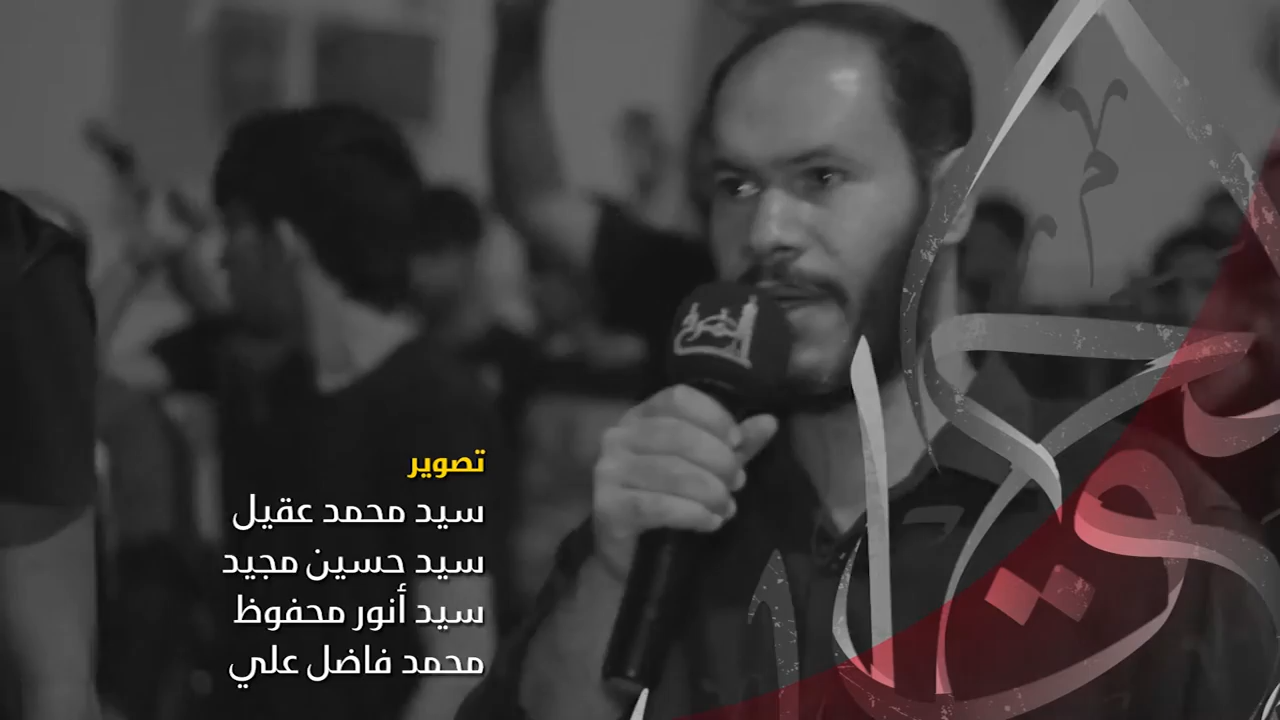 تصوير
سيد محمد عقيل
سيد حسين مجيد
سيد أنور محفوظ
محمد فاضل علي